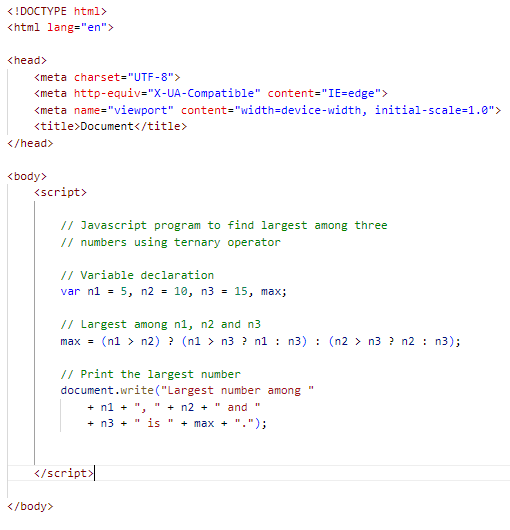 <!DOCTYPE html>
<html lang="en">
<head>
<meta charset="UTF-8">
<meta http-equiv="X-UA-Compatible" content="IE=edge">
<meta name="viewport" content="width=device-width, initial-scale=1.0">
<title>Document</title>
</head>
<body>
<script>
// Javascript program to find largest among three
// numbers using ternary operator
// Variable declaration
var n1 = 5, n2 = 10, n3 = 15, max;
// Largest among n1, n2 and n3
max = (n1 > n2) ? (n1 > n3 ? n1 : n3) : (n2 > n3 ? n2 : n3);
// Print the largest number
document.write("Largest number among "
+ n1 + ", " + n2 + " and "
+ n3 + " is " + max + ".");
</script>
</body>